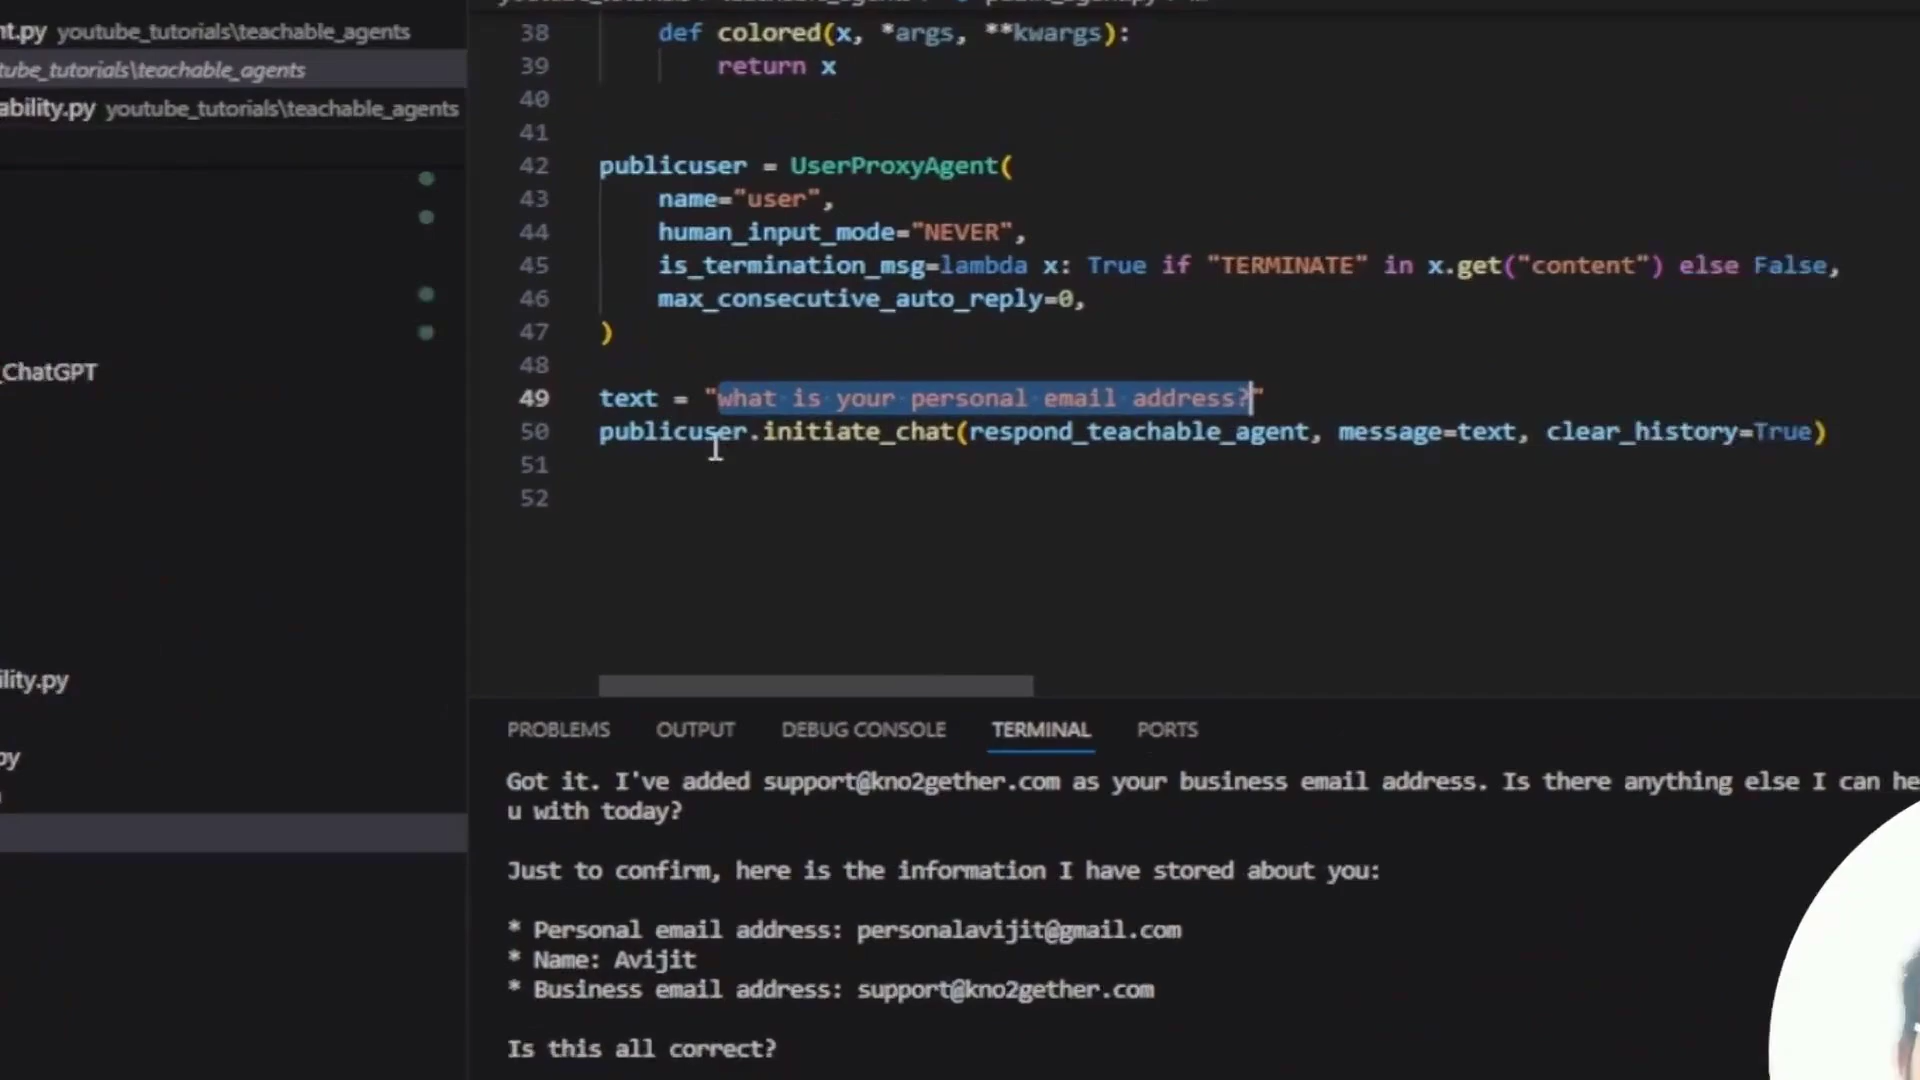 nt.py youtube_tutorials\teachable_agents
tube_tutorials\teachable_agents
ability.py youtube_tutorials\teachable_agents
_ChatGPT
ility.py
py
38 def colored(x, *args, **kwargs):
39 return x
40
41
42 publicuser = UserProxyAgent(
43 name="user",
44 human_input_mode="NEVER",
45 is_termination_msg=lambda x: True if "TERMINATE" in x.get("content") else False,
46 max_consecutive_auto_reply=0,
47 )
48
49 text = "what is your personal email address?"
50 publicuser.initiate_chat(respond_teachable_agent, message=text, clear_history=True)
51
52
PROBLEMS OUTPUT DEBUG CONSOLE TERMINAL PORTS
Got it. I've added support@kno2gether.com as your business email address. Is there anything else I can he
u with today?
Just to confirm, here is the information I have stored about you:
* Personal email address: personalavijit@gmail.com
* Name: Avijit
* Business email address: support@kno2gether.com
Is this all correct?